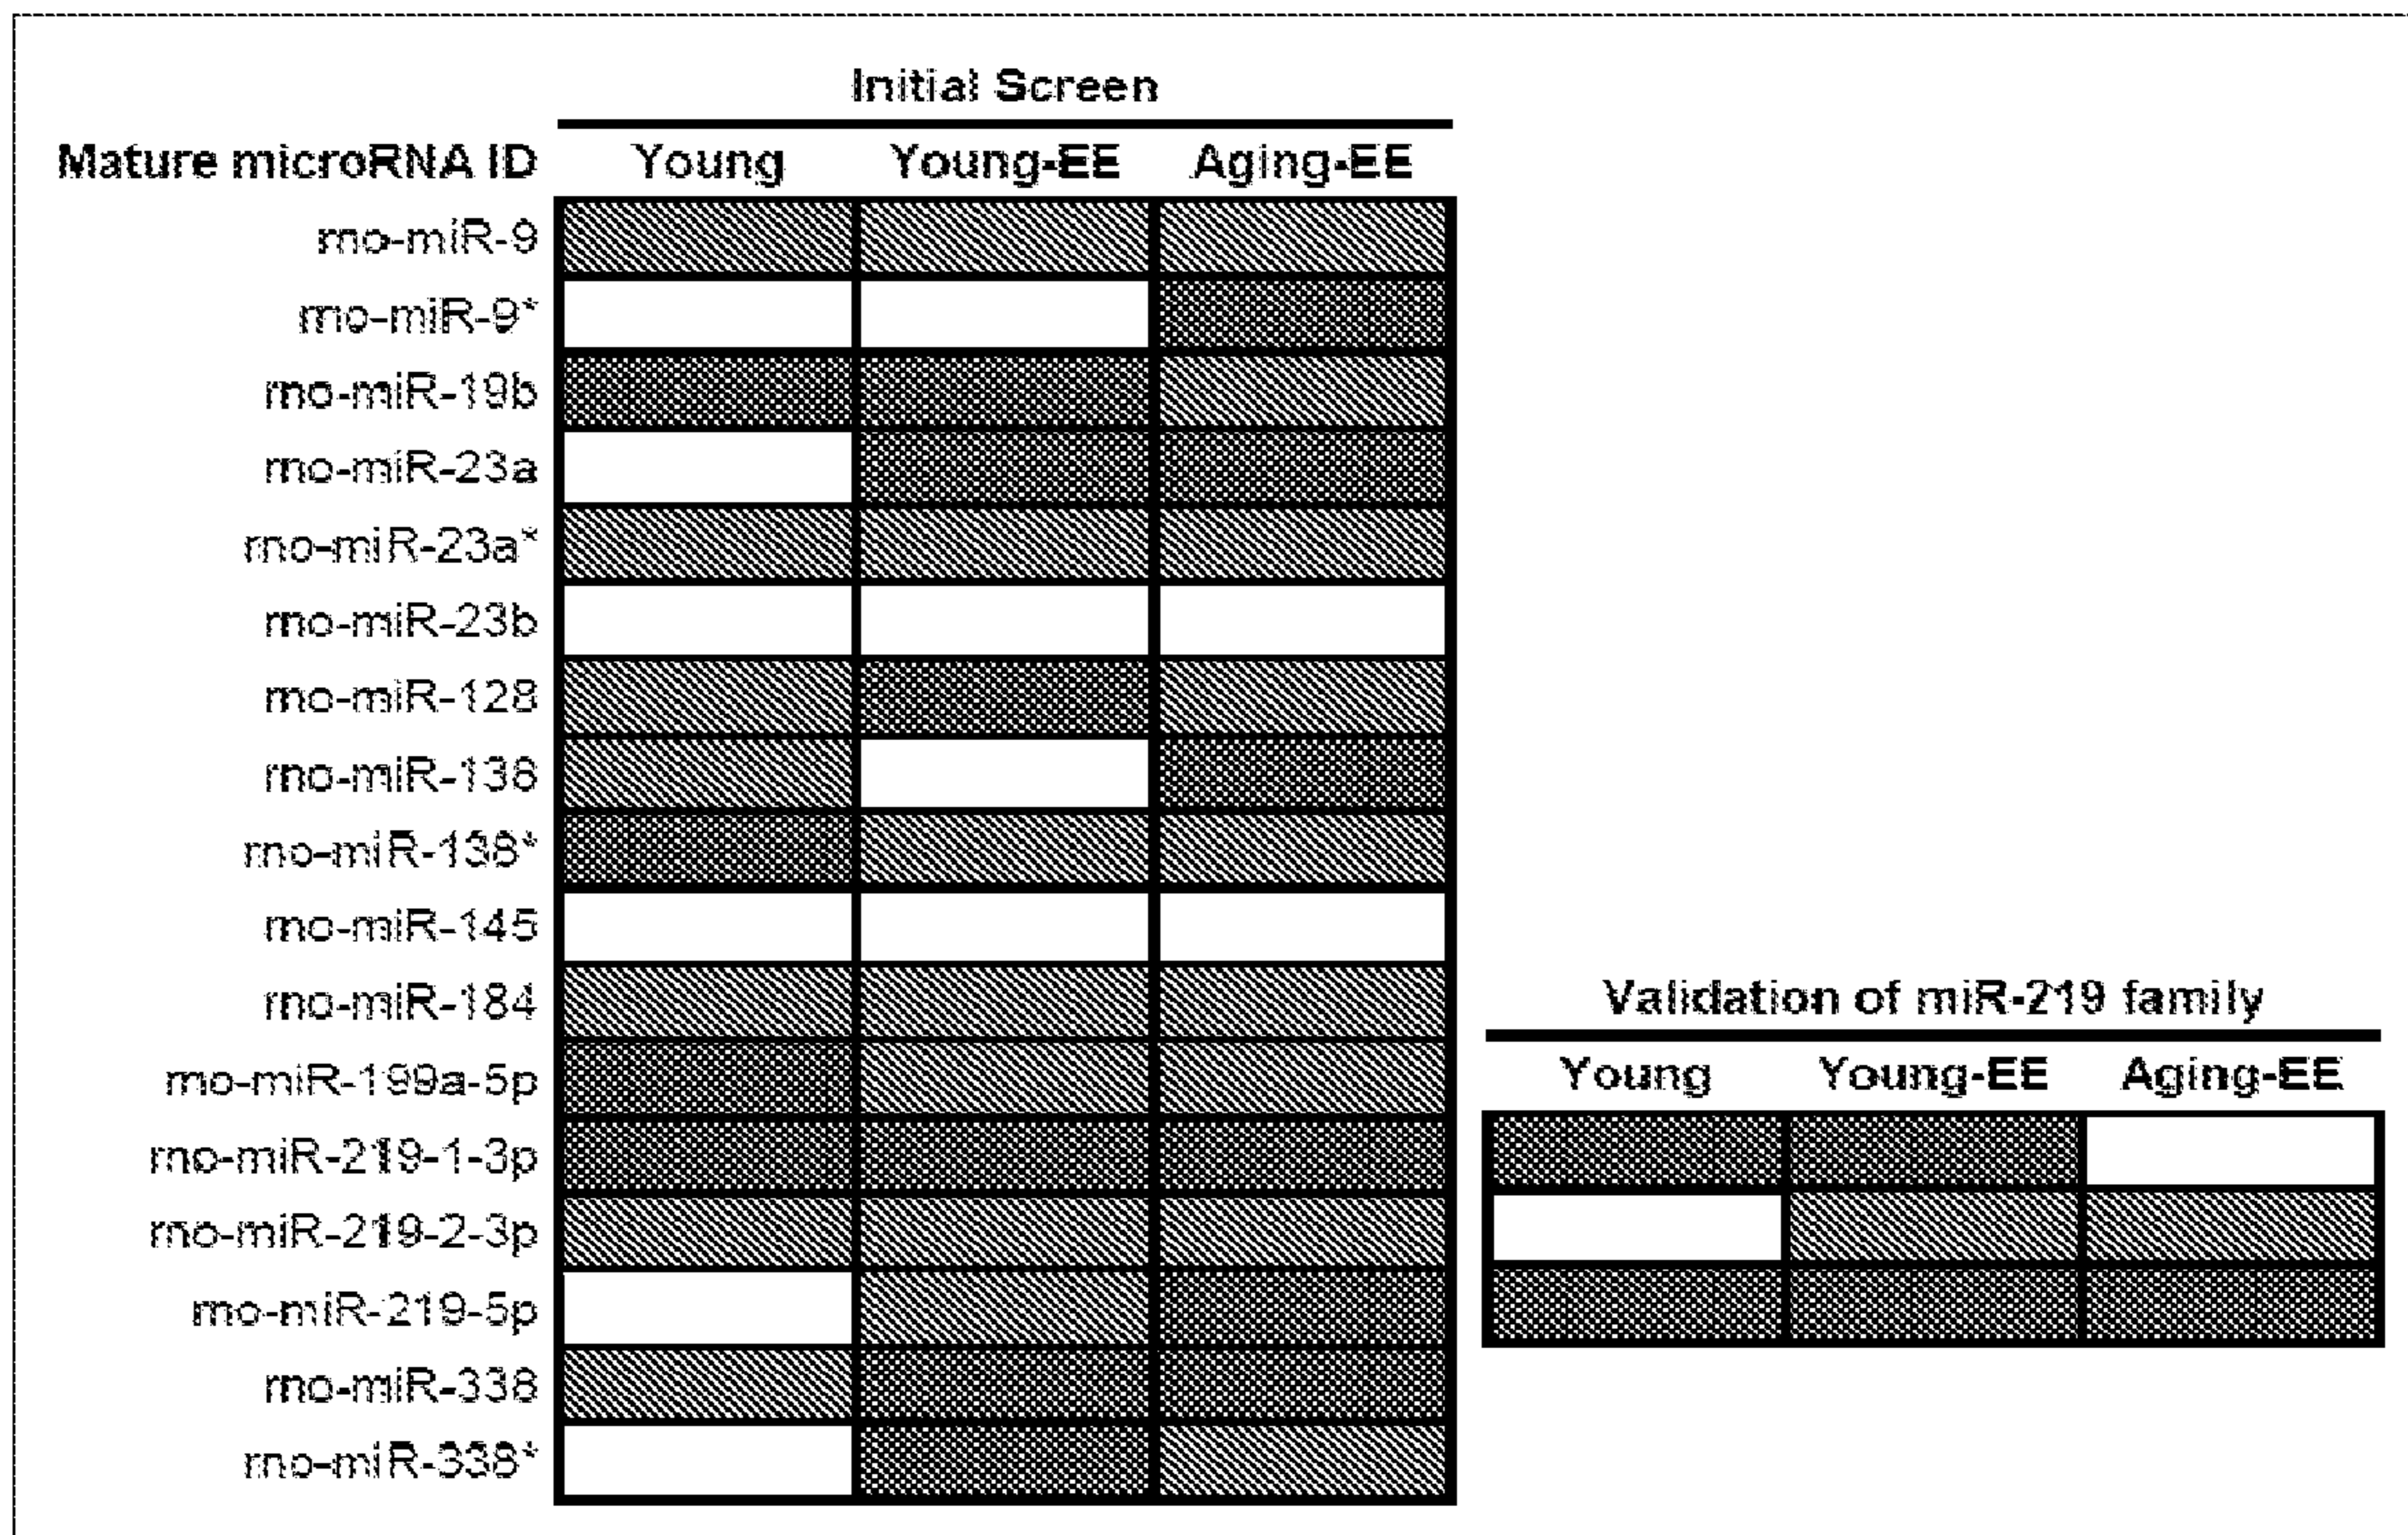 Initial Screen
Mature microRNA ID Young Young-EE Aging-EE
rno-miR-9
rno-miR-9*
rno-miR-19b
rno-miR-23a
rno-miR-23a*
rno-miR-23b
rno-miR-128
rno-miR-138
rno-miR-138*
rno-miR-145
rno-miR-184
rno-miR-199a-5p
rno-miR-219-1-3p
rno-miR-219-2-3p
rno-miR-219-5p
rno-miR-338
rno-miR-338*
Validation of miR-219 family
Young Young-EE Aging-EE